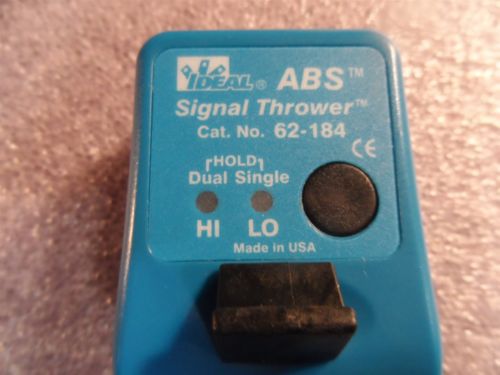 IDEAL® ABS™
Signal Thrower™
Cat. No. 62-184
CE
HOLD
Dual Single
HI LO
Made in USA